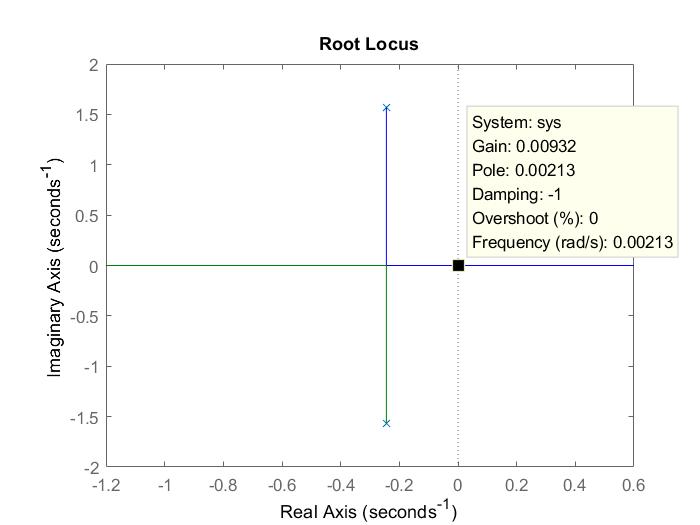 Root Locus
2
1.5
1
0.5
0
-0.5
-1
-1.5
-2
Imaginary Axis (seconds⁻¹)
System: sys
Gain: 0.00932
Pole: 0.00213
Damping: -1
Overshoot (%): 0
Frequency (rad/s): 0.00213
-1.2 -1 -0.8 -0.6 -0.4 -0.2 0 0.2 0.4 0.6
Real Axis (seconds⁻¹)